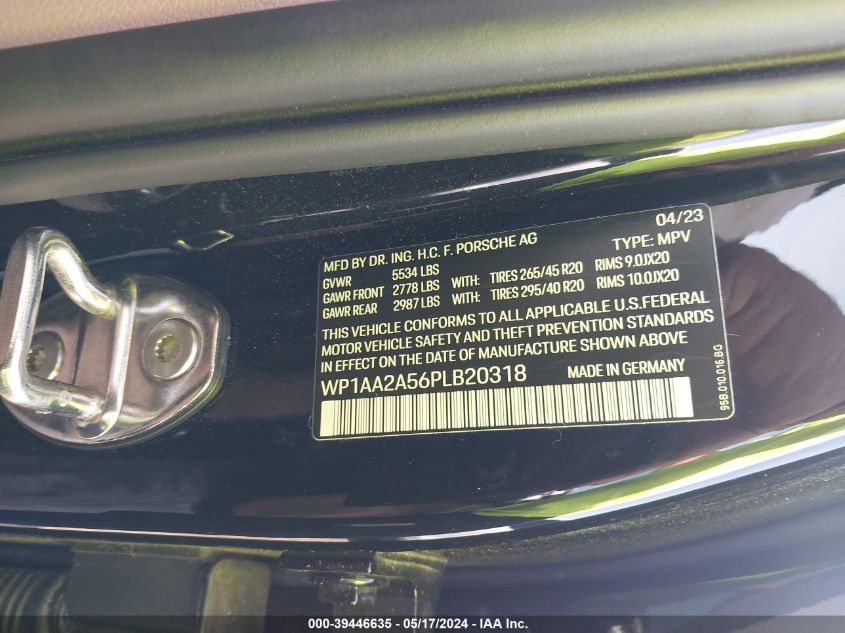 04/23
MFD BY DR. ING. H.C. F. PORSCHE AG TYPE: MPV
GVWR 5534 LBS
GAWR FRONT 2778 LBS WITH: TIRES 265/45 R20 RIMS 9.0JX20
GAWR REAR 2987 LBS WITH: TIRES 295/40 R20 RIMS 10.0JX20
THIS VEHICLE CONFORMS TO ALL APPLICABLE U.S.FEDERAL
MOTOR VEHICLE SAFETY AND THEFT PREVENTION STANDARDS
IN EFFECT ON THE DATE OF MANUFACTURE SHOWN ABOVE
WP1AA2A56PLB20318 MADE IN GERMANY
95B.010.016.BG
000-39446635 - 05/17/2024 - IAA Inc.